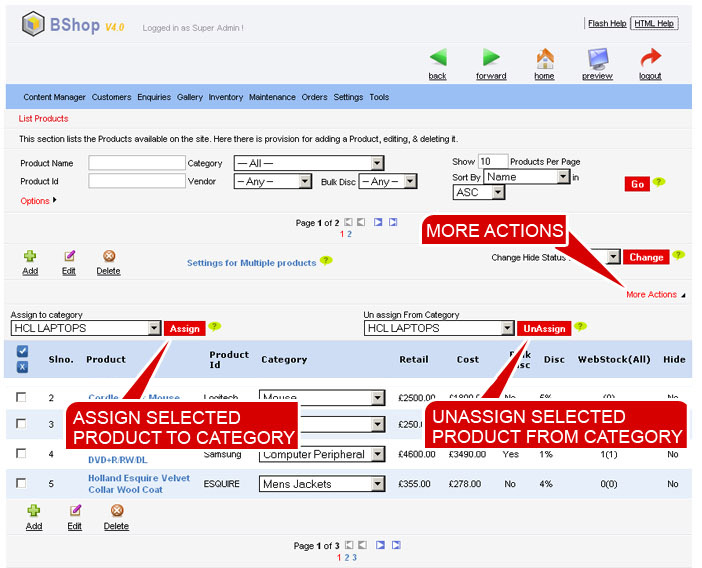 BShop V4.0 Logged in as Super Admin ! Flash Help HTML Help
back forward home preview logout
Content Manager Customers Enquiries Gallery Inventory Maintenance Orders Settings Tools
List Products
This section lists the Products available on the site. Here there is provision for adding a Product, editing, & deleting it.
Product Name Category -- All -- Show 10 Products Per Page
Product Id Vendor -- Any -- Bulk Disc -- Any -- Sort By Name in
ASC Go ?
Options
Page 1 of 2
1 2
MORE ACTIONS
Add Edit Delete Settings for Multiple products ? Change Hide Status Change ?
More Actions
Assign to category Un assign From Category
HCL LAPTOPS Assign ? HCL LAPTOPS UnAssign ?
Slno. Product Product Id Category Retail Cost Disc WebStock(All) Hide
X
2 Mouse Logitech Mouse £2500.00 No 5% No
3 £250. No
ASSIGN SELECTED
PRODUCT TO CATEGORY
UNASSIGN SELECTED
PRODUCT FROM CATEGORY
4 DVD+R/RW/DL Samsung Computer Peripheral £4600.00 £3490.00 Yes 1% 1(1) No
5 Holland Esquire Velvet ESQUIRE Mens Jackets £355.00 £278.00 No 4% 0(0) No
Collar Wool Coat
Add Edit Delete
Page 1 of 3
1 2 3